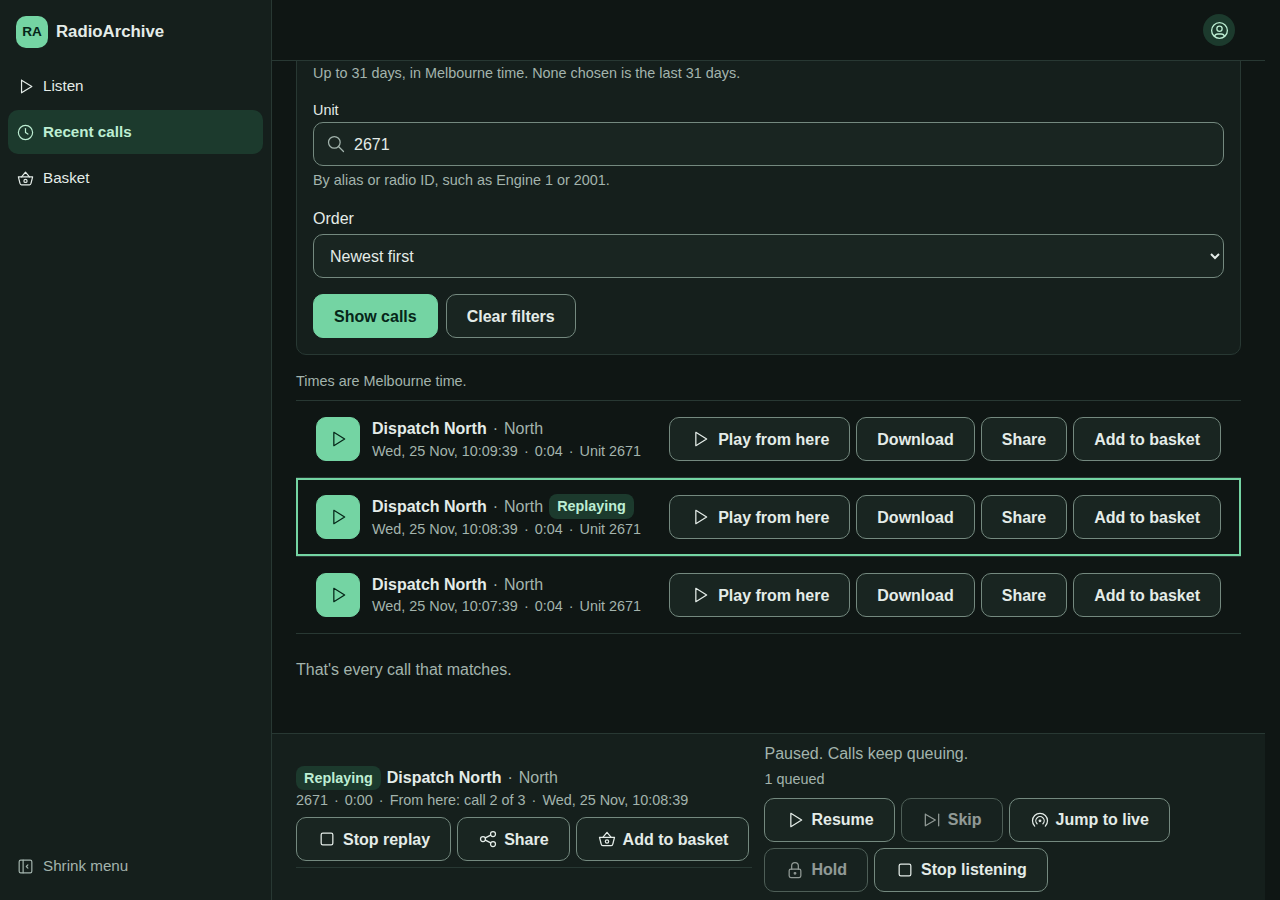 RA RadioArchive
Listen
Recent calls
Basket
Shrink menu
Up to 31 days, in Melbourne time. None chosen is the last 31 days.
Unit
2671
By alias or radio ID, such as Engine 1 or 2001.
Order
Newest first
Show calls Clear filters
Times are Melbourne time.
Dispatch North · North
Wed, 25 Nov, 10:09:39 · 0:04 · Unit 2671
Play from here Download Share Add to basket
Dispatch North · North Replaying
Wed, 25 Nov, 10:08:39 · 0:04 · Unit 2671
Play from here Download Share Add to basket
Dispatch North · North
Wed, 25 Nov, 10:07:39 · 0:04 · Unit 2671
Play from here Download Share Add to basket
That's every call that matches.
Replaying Dispatch North · North
2671 · 0:00 · From here: call 2 of 3 · Wed, 25 Nov, 10:08:39
Stop replay Share Add to basket
Paused. Calls keep queuing.
1 queued
Resume Skip Jump to live
Hold Stop listening